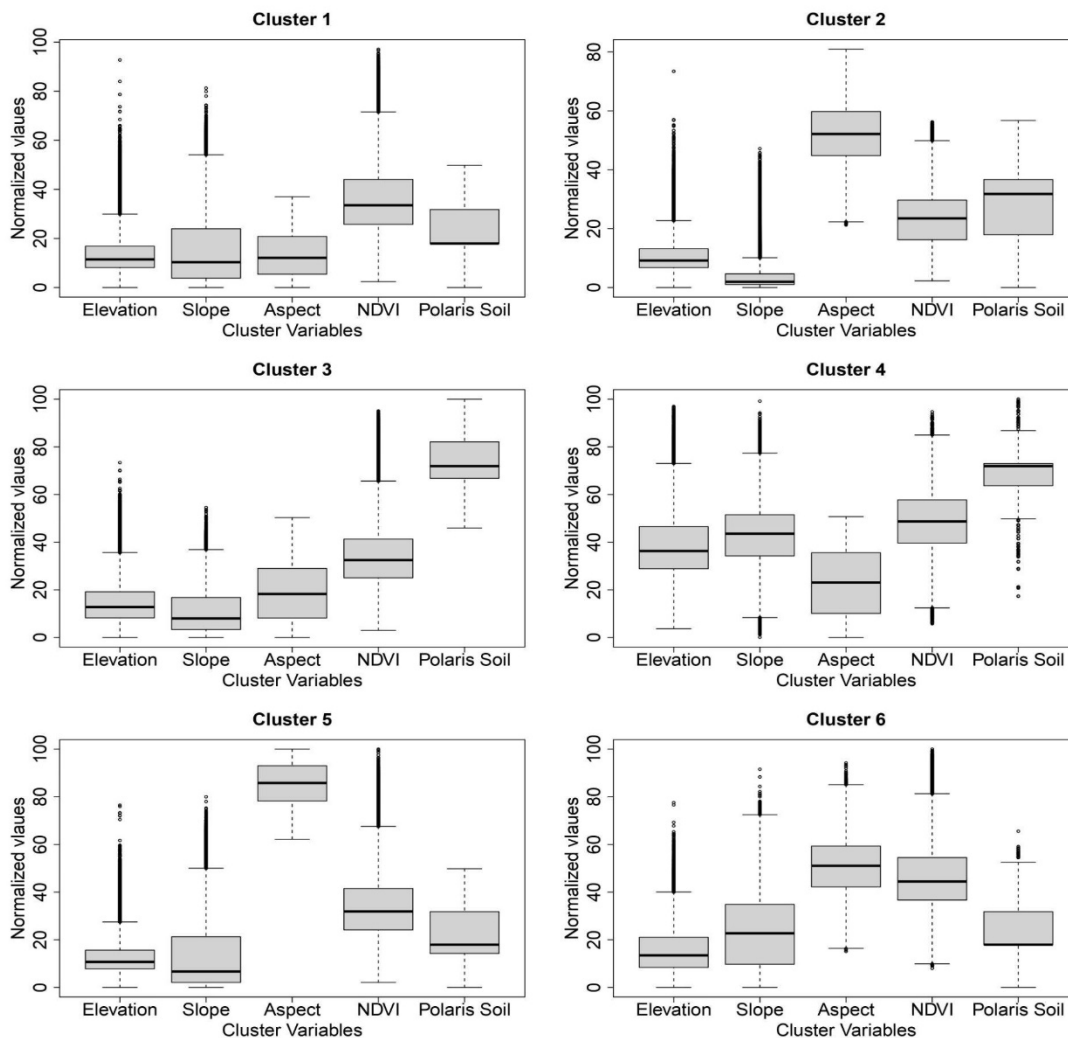 Cluster 1
Normalized vlaues
0 20 40 60 80 100
Elevation Slope Aspect NDVI Polaris Soil
Cluster Variables
Cluster 2
Normalized vlaues
0 20 40 60 80
Elevation Slope Aspect NDVI Polaris Soil
Cluster Variables
Cluster 3
Normalized vlaues
0 20 40 60 80 100
Elevation Slope Aspect NDVI Polaris Soil
Cluster Variables
Cluster 4
Normalized vlaues
0 20 40 60 80 100
Elevation Slope Aspect NDVI Polaris Soil
Cluster Variables
Cluster 5
Normalized vlaues
0 20 40 60 80 100
Elevation Slope Aspect NDVI Polaris Soil
Cluster Variables
Cluster 6
Normalized vlaues
0 20 40 60 80 100
Elevation Slope Aspect NDVI Polaris Soil
Cluster Variables